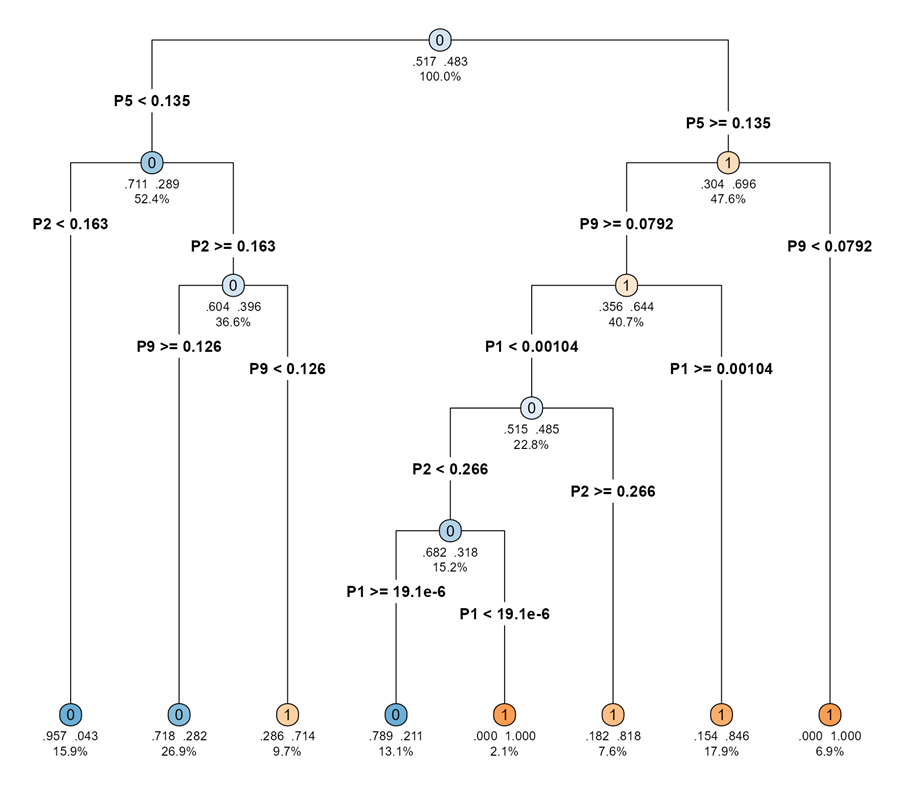 0
.517 .483
100.0%
P5 < 0.135
P5 >= 0.135
0
.711 .289
52.4%
1
.304 .696
47.6%
P2 < 0.163
P2 >= 0.163
P9 >= 0.0792
P9 < 0.0792
0
.604 .396
36.6%
1
.356 .644
40.7%
P9 >= 0.126
P9 < 0.126
P1 < 0.00104
P1 >= 0.00104
0
.515 .485
22.8%
P2 < 0.266
P2 >= 0.266
0
.682 .318
15.2%
P1 >= 19.1e-6
P1 < 19.1e-6
0 0 1 0 1 1 1 1
.957 .043 .718 .282 .286 .714 .789 .211 .000 1.000 .182 .818 .154 .846 .000 1.000
15.9% 26.9% 9.7% 13.1% 2.1% 7.6% 17.9% 6.9%